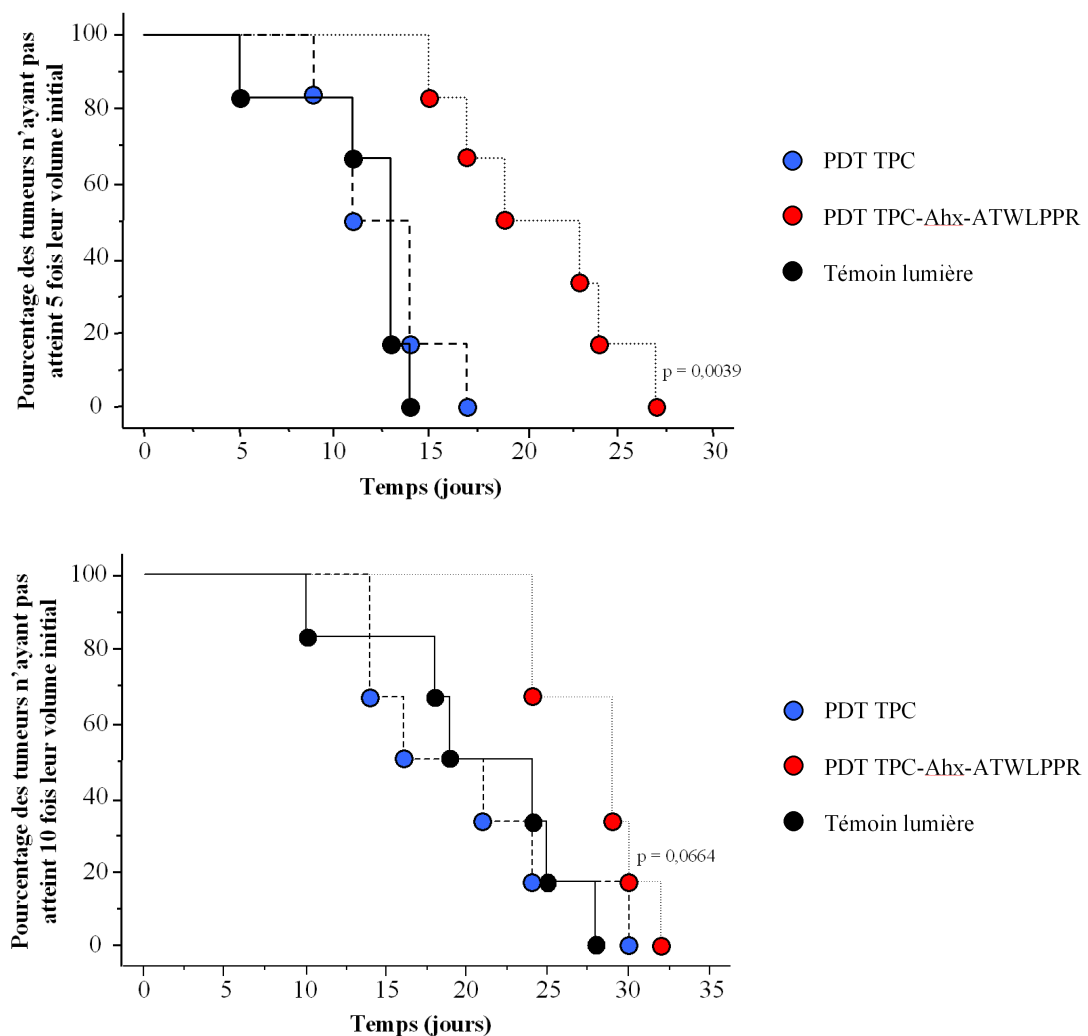 Pourcentage des tumeurs n'ayant pas
atteint 5 fois leur volume initial
100
80
60
40
20
0
p = 0,0039
0 5 10 15 20 25 30
Temps (jours)
PDT TPC
PDT TPC-Ahx-ATWLPPR
Témoin lumière
Pourcentage des tumeurs n'ayant pas
atteint 10 fois leur volume initial
100
80
60
40
20
0
p = 0,0664
0 5 10 15 20 25 30 35
Temps (jours)
PDT TPC
PDT TPC-Ahx-ATWLPPR
Témoin lumière